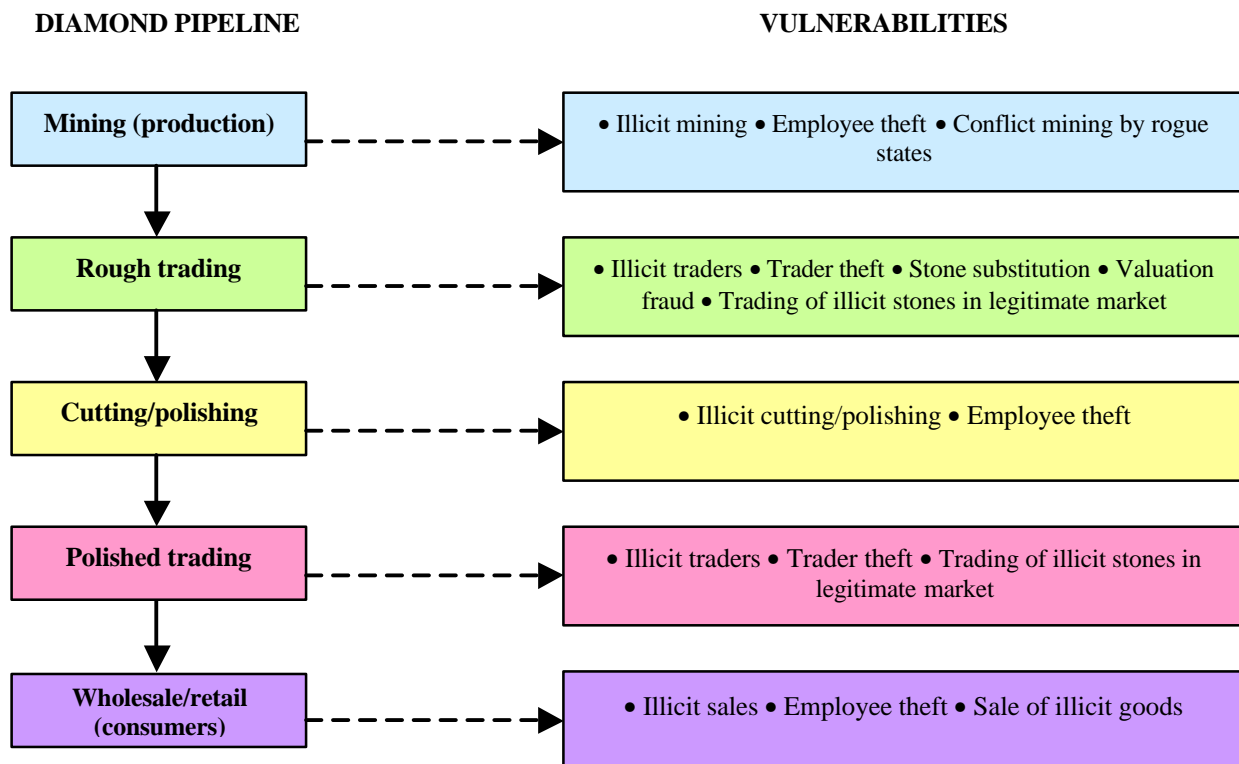 DIAMOND PIPELINE
VULNERABILITIES
Mining (production)
• Illicit mining • Employee theft • Conflict mining by rogue
states
Rough trading
• Illicit traders • Trader theft • Stone substitution • Valuation
fraud • Trading of illicit stones in legitimate market
Cutting/polishing
• Illicit cutting/polishing • Employee theft
Polished trading
• Illicit traders • Trader theft • Trading of illicit stones in
legitimate market
Wholesale/retail
(consumers)
• Illicit sales • Employee theft • Sale of illicit goods